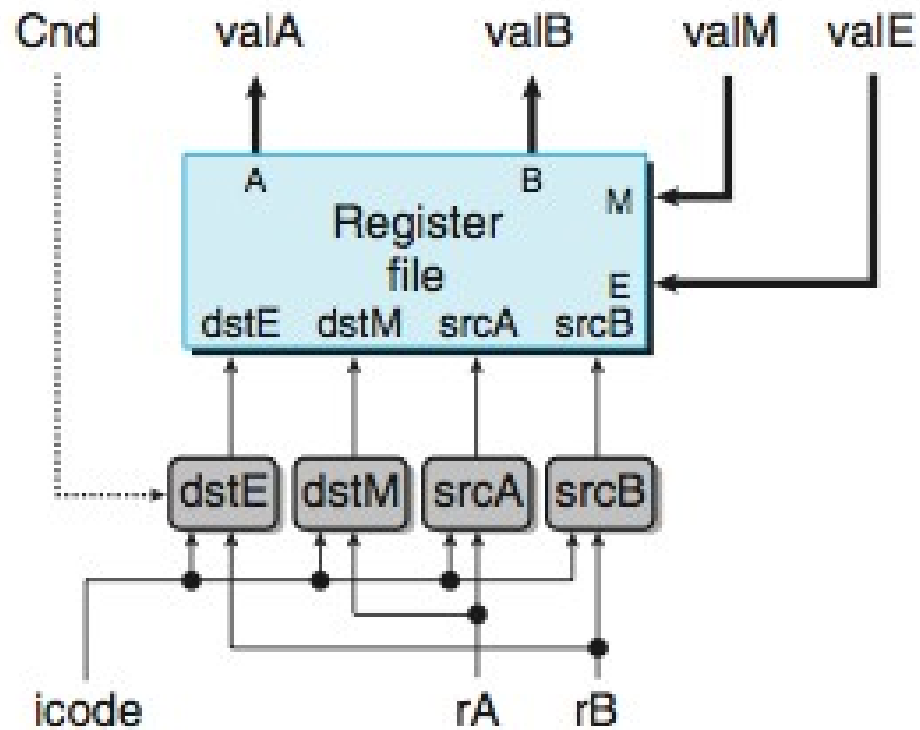 Cnd valA valB valM valE
A B
M
Register
file
E
dstE dstM srcA srcB
dstE dstM srcA srcB
icode rA rB